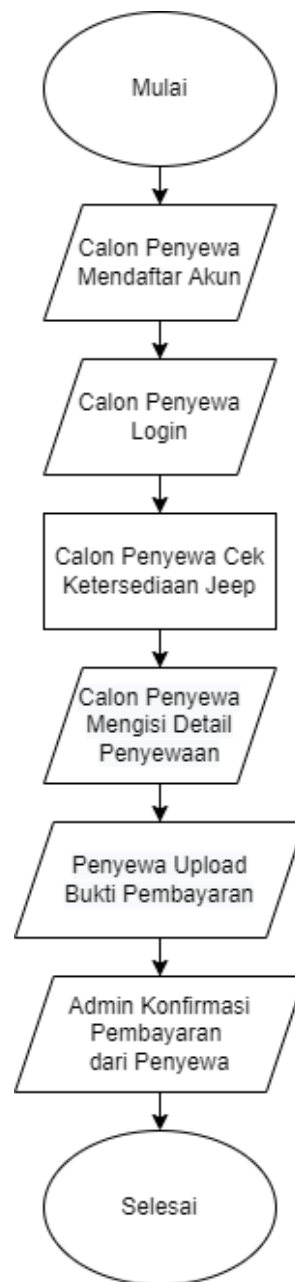 Mulai
Calon Penyewa
Mendaftar Akun
Calon Penyewa
Login
Calon Penyewa Cek
Ketersediaan Jeep
Calon Penyewa
Mengisi Detail
Penyewaan
Penyewa Upload
Bukti Pembayaran
Admin Konfirmasi
Pembayaran
dari Penyewa
Selesai